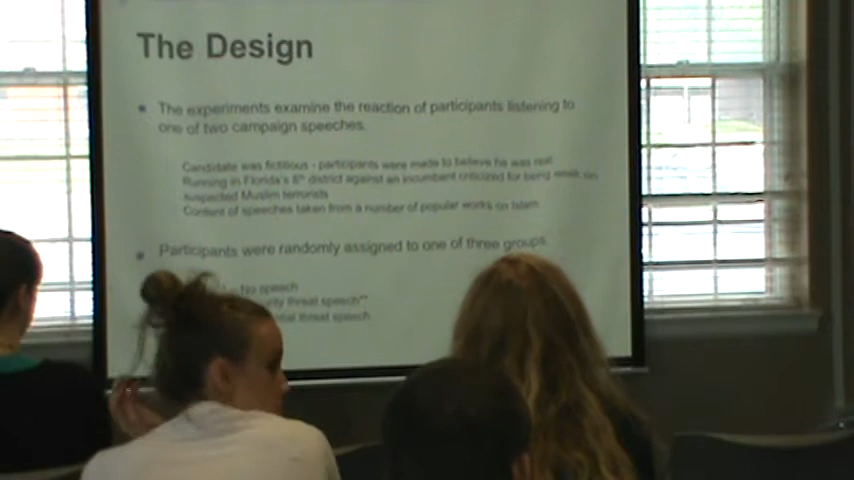 The Design
The experiments examine the reaction of participants listening to
one of two campaign speeches.
Candidate was fictitious - participants were made to believe he was real
Running in Florida's 8th district against an incumbent criticized for being weak on
suspected Muslim terrorists
Content of speeches taken from a number of popular works on Islam
Participants were randomly assigned to one of three groups
No speech
threat speech**
threat speech